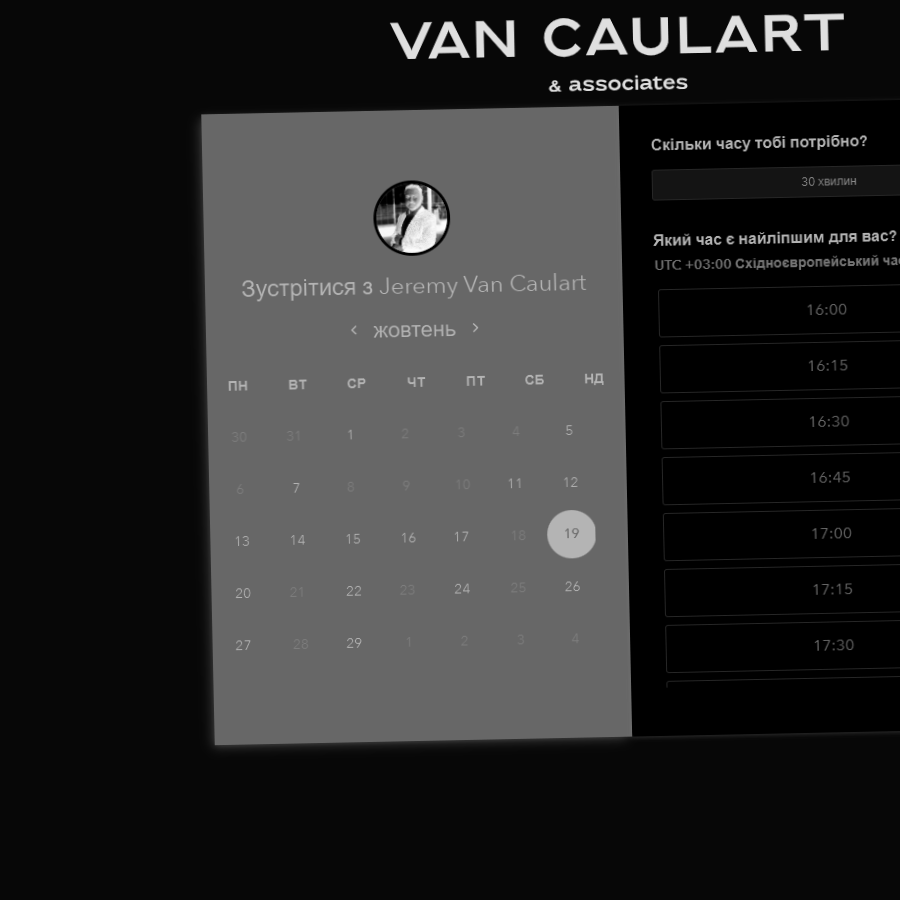 VAN CAULART
& associates
Зустрітися з Jeremy Van Caulart
‹ жовтень ›
ПН ВТ СР ЧТ ПТ СБ НД
30 31 1 2 3 4 5
6 7 8 9 10 11 12
13 14 15 16 17 18 19
20 21 22 23 24 25 26
27 28 29 1 2 3 4
Скільки часу тобі потрібно?
30 хвилин
Який час є найліпшим для вас?
UTC +03:00 Східноєвропейський
16:00
16:15
16:30
16:45
17:00
17:15
17:30